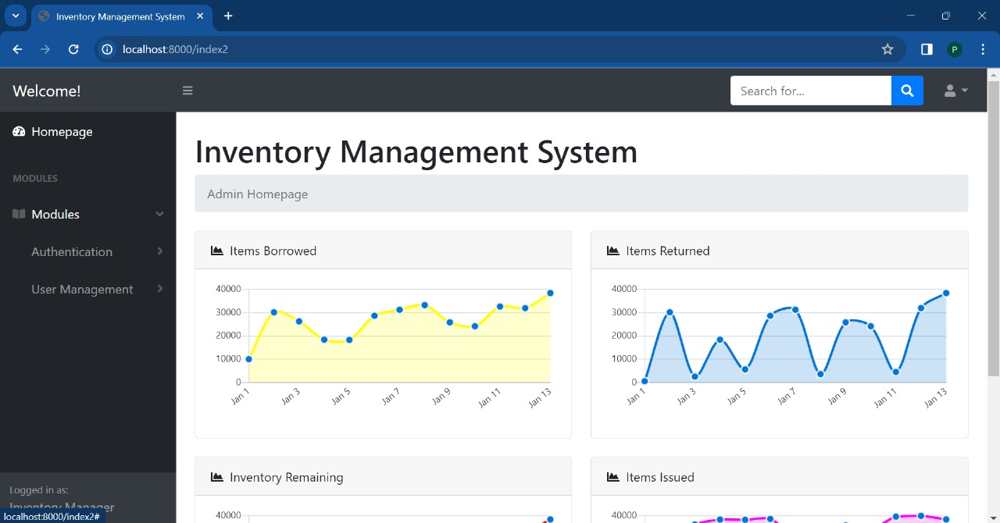 Inventory Management System
localhost:8000/index2
P
Welcome!
Search for...
Homepage
MODULES
Modules
Authentication
User Management
Logged in as:
Inventory Manager
localhost:8000/index2#
Inventory Management System
Admin Homepage
Items Borrowed
40000
30000
20000
10000
0
Jan 1
Jan 3
Jan 5
Jan 7
Jan 9
Jan 11
Jan 13
Items Returned
40000
30000
20000
10000
0
Jan 1
Jan 3
Jan 5
Jan 7
Jan 9
Jan 11
Jan 13
Inventory Remaining
40000
Items Issued
40000